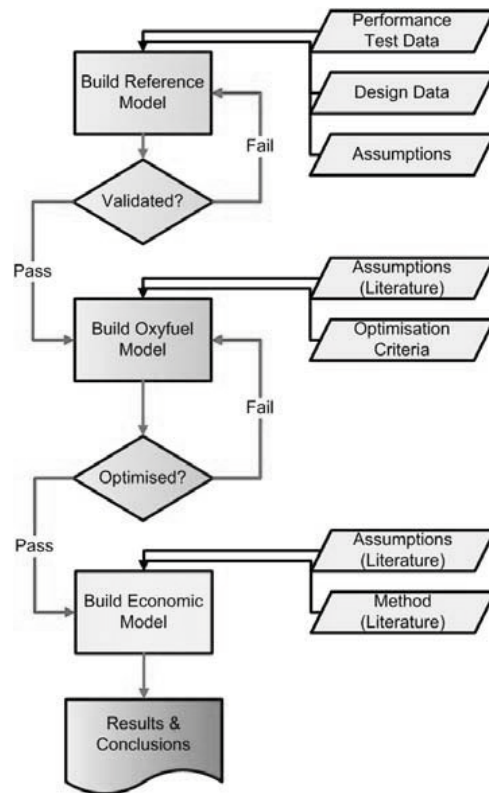 Performance
Test Data
Build Reference
Model
Design Data
Fail
Assumptions
Validated?
Pass
Assumptions
(Literature)
Build Oxyfuel
Model
Optimisation
Criteria
Fail
Optimised?
Pass
Assumptions
(Literature)
Build Economic
Model
Method
(Literature)
Results &
Conclusions